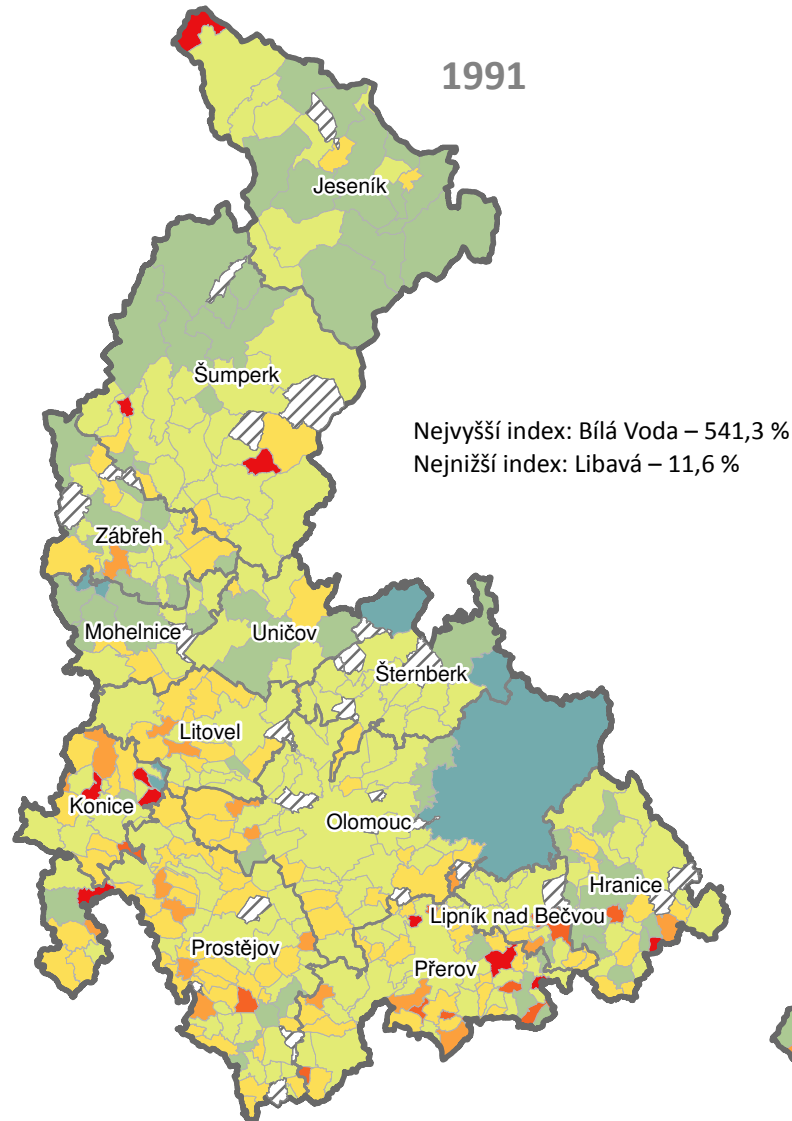 1991
Jeseník
Šumperk
Nejvyšší index: Bílá Voda – 541,3 %
Nejnižší index: Libavá – 11,6 %
Zábřeh
Mohelnice
Uničov
Šternberk
Litovel
Konice
Olomouc
Hranice
Lipník nad Bečvou
Prostějov
Přerov